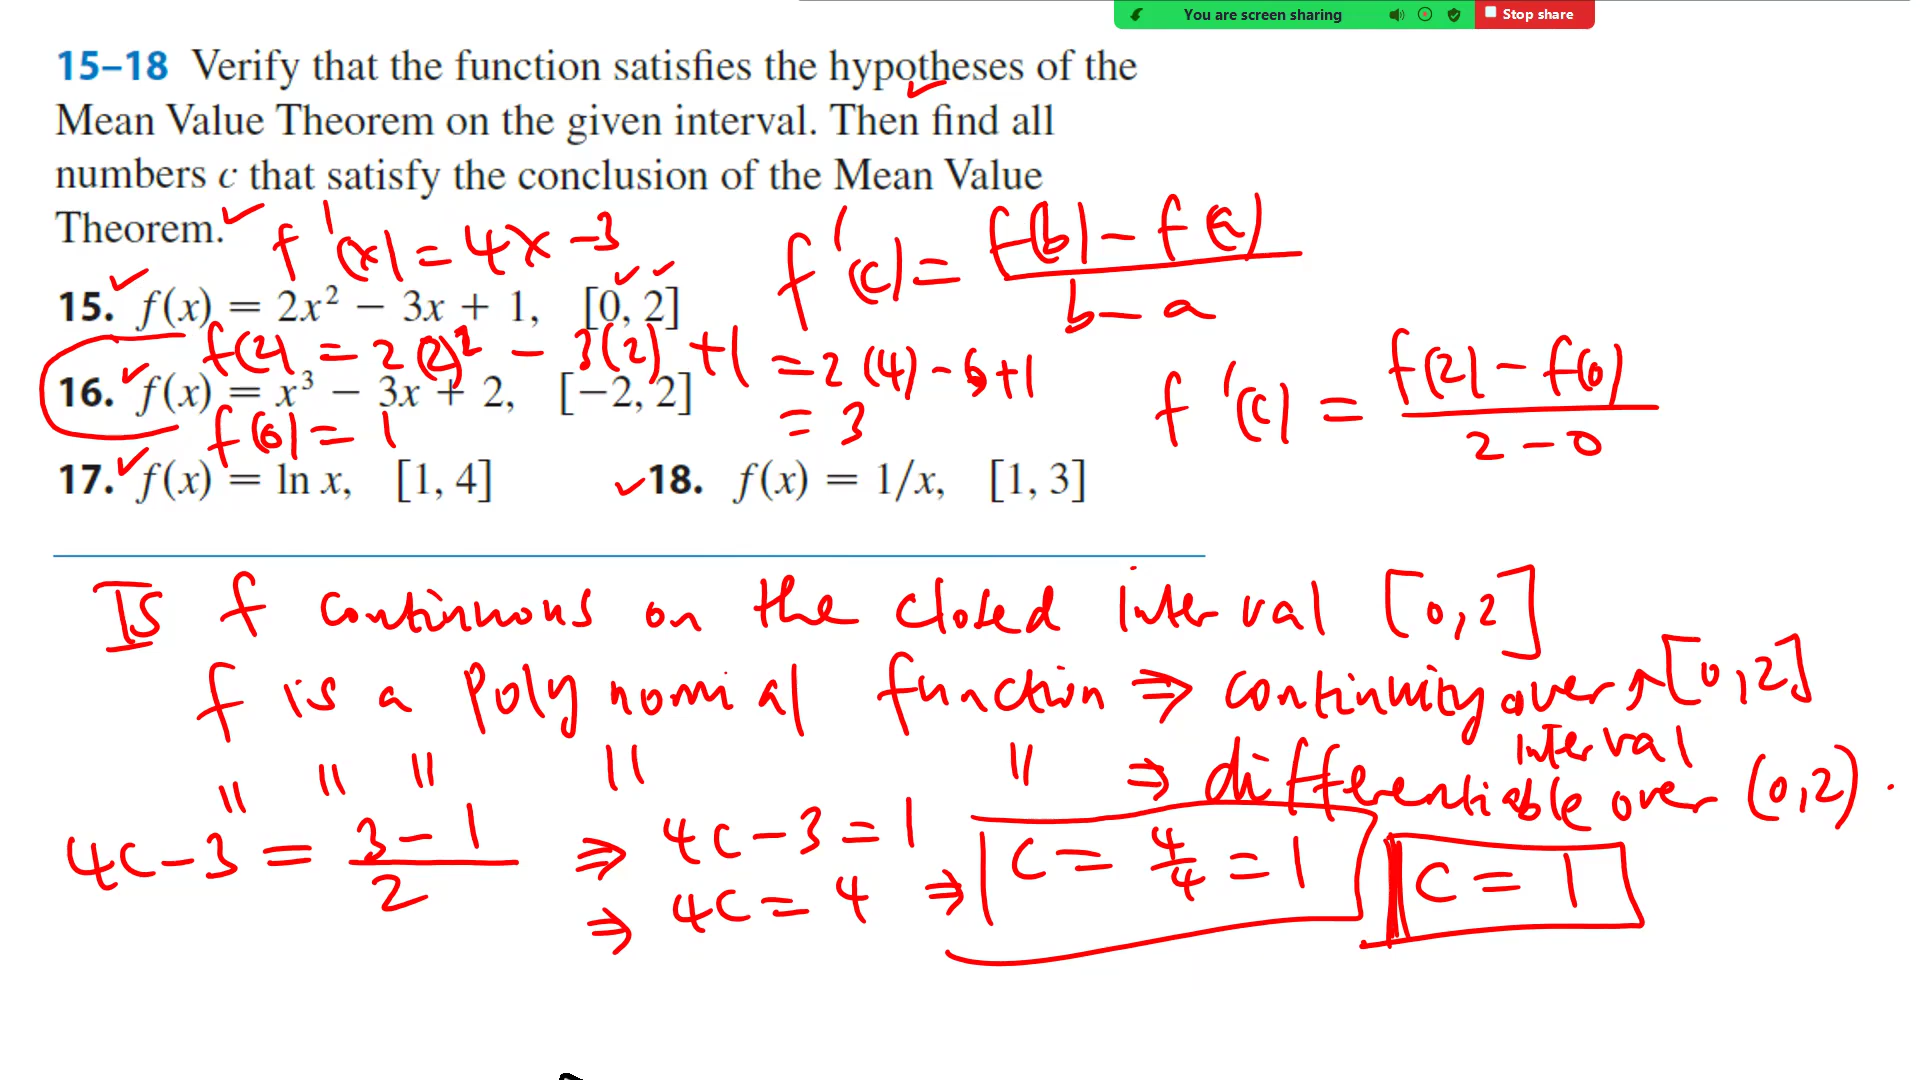 You are screen sharing Stop share
15–18 Verify that the function satisfies the hypotheses of the
Mean Value Theorem on the given interval. Then find all
numbers c that satisfy the conclusion of the Mean Value
Theorem.
f'(x) = 4x - 3
f'(c) = f(b) - f(a) / b - a
15. f(x) = 2x² − 3x + 1, [0, 2]
f(2) = 2(2)² - 3(2) + 1 = 2(4) - 6 + 1
= 3
f'(c) = f(2) - f(0) / 2 - 0
16. f(x) = x³ − 3x + 2, [−2, 2]
f(0) = 1
17. f(x) = ln x, [1, 4] 18. f(x) = 1/x, [1, 3]
Is f continuous on the closed interval [0,2]
f is a polynomial function ⇒ continuity over [0,2]
interval
" " " " " ⇒ differentiable over (0,2).
4c - 3 = 3 - 1 / 2 ⇒ 4c - 3 = 1
⇒ 4c = 4 ⇒ c = 4/4 = 1 c = 1